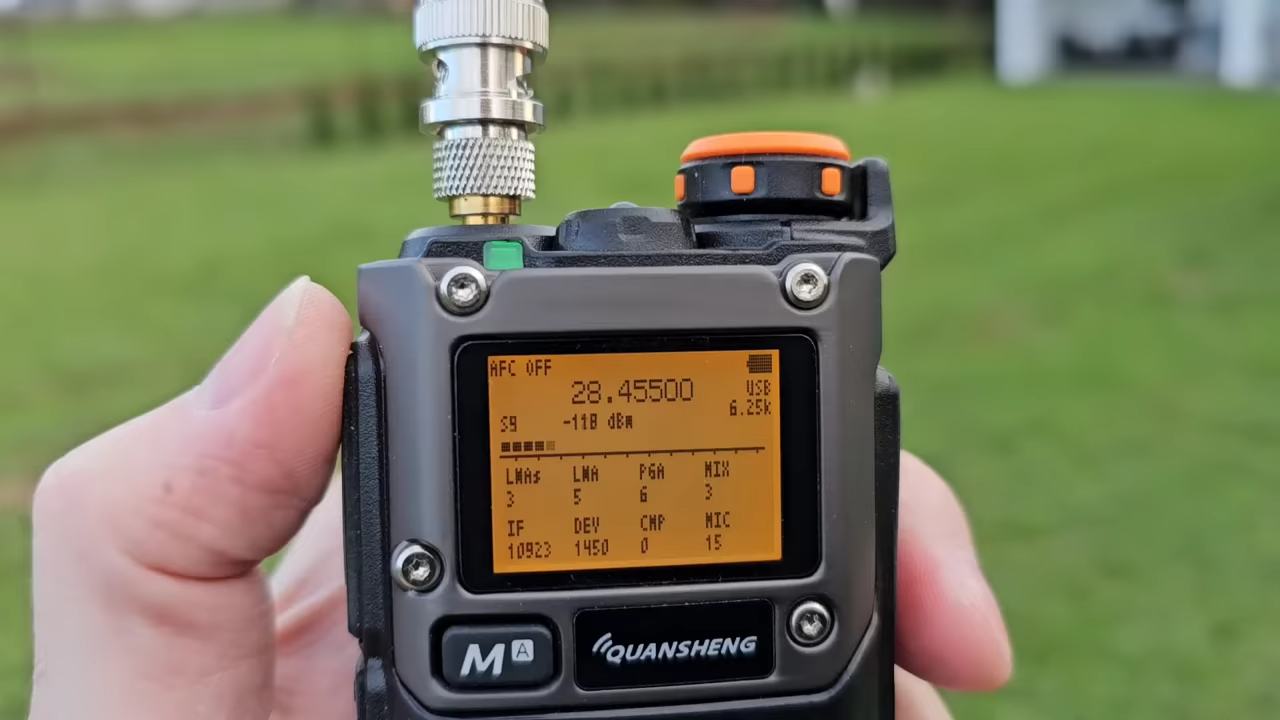 AFC OFF
28.45500
USB
6.25k
S9 -118 dBm
LNAs LNA PGA MIX
3 5 6 3
IF DEV CMP MIC
10923 1450 0 15
M A
QUANSHENG